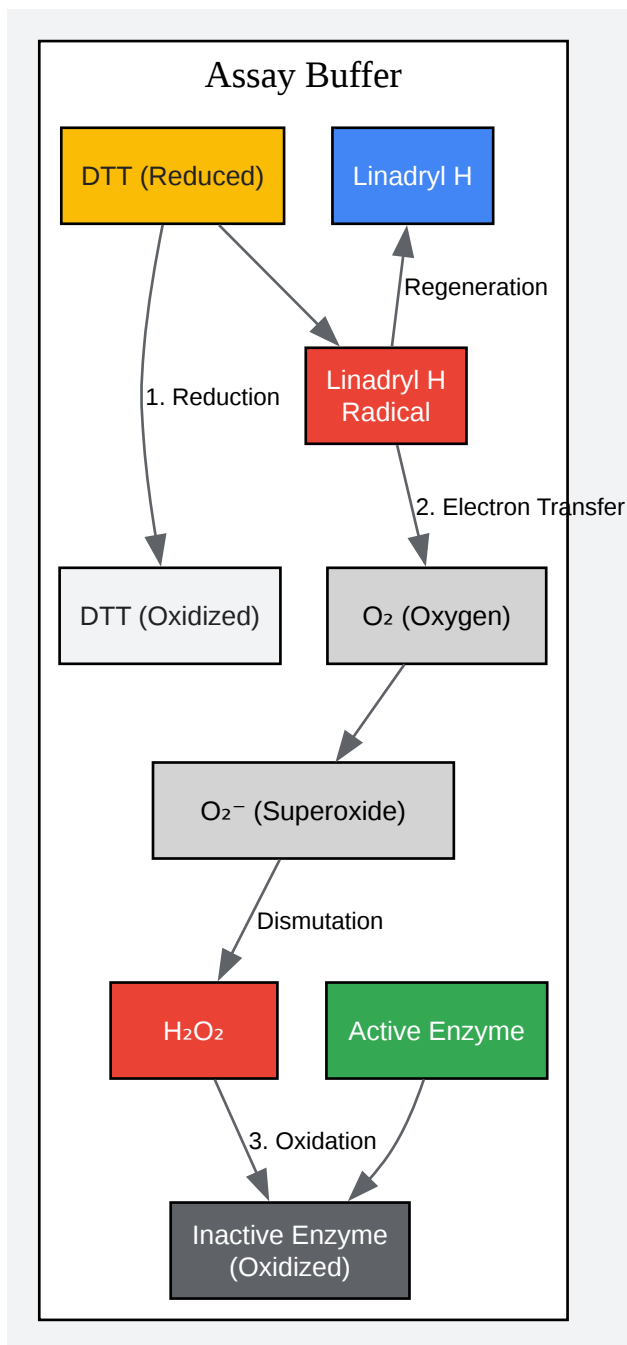 Assay Buffer
DTT (Reduced)
Linadryl H
Regeneration
Linadryl H
Radical
1. Reduction
2. Electron Transfer
DTT (Oxidized)
O₂ (Oxygen)
O₂⁻ (Superoxide)
Dismutation
H₂O₂
Active Enzyme
3. Oxidation
Inactive Enzyme
(Oxidized)